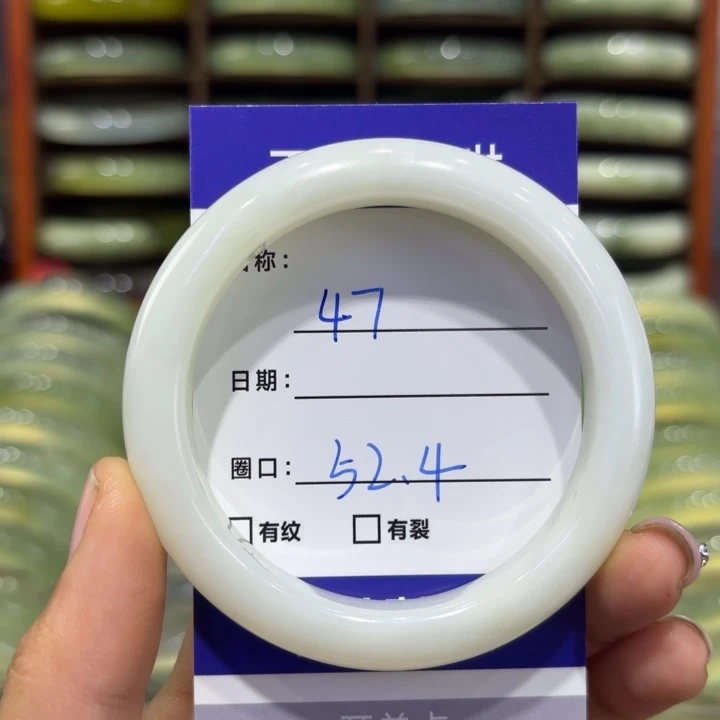 称：
47
日期：
圈口：52.4
有纹 有裂